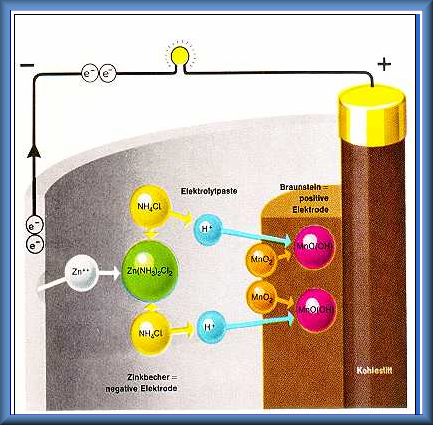 −
+
e⁻ e⁻
Elektrolytpaste
Braunstein =
positive
Elektrode
NH₄Cl
H⁺
e⁻
e⁻
MnO(OH)
MnO₂
Zn⁺⁺
Zn(NH₃)₂Cl₂
MnO₂
MnO(OH)
NH₄Cl
H⁺
Kohlestift
Zinkbecher =
negative Elektrode